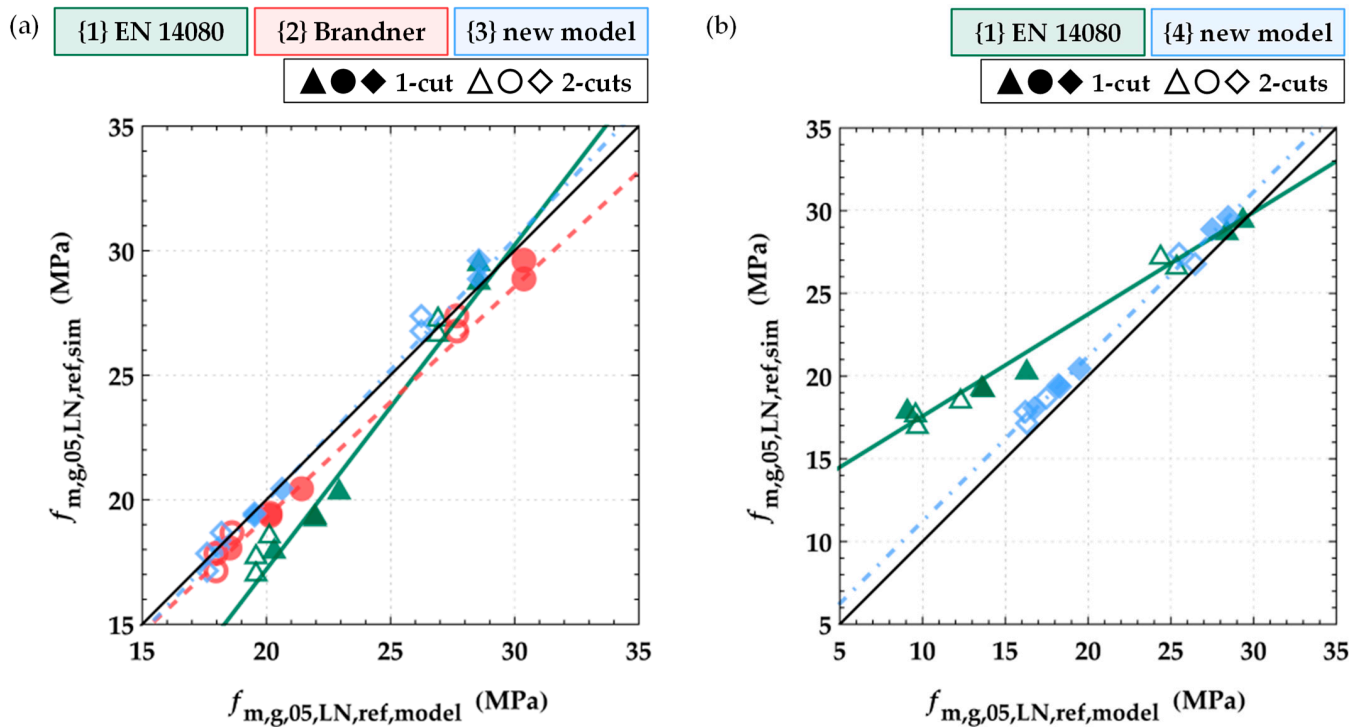 (a) {1} EN 14080 {2} Brandner {3} new model
▲●◆ 1-cut △○◇ 2-cuts
35
30
25
20
15
f m,g,05,LN,ref,sim (MPa)
15 20 25 30 35
f m,g,05,LN,ref,model (MPa)
(b) {1} EN 14080 {4} new model
▲●◆ 1-cut △○◇ 2-cuts
35
30
25
20
15
10
5
f m,g,05,LN,ref,sim (MPa)
5 10 15 20 25 30 35
f m,g,05,LN,ref,model (MPa)